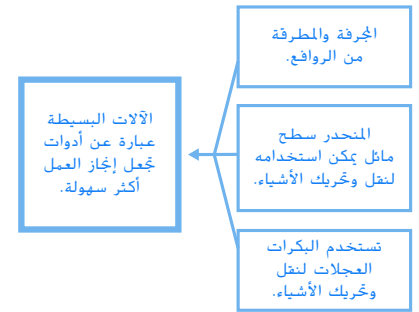 المجرفة والمطرقة
من الروافع.
الآلات البسيطة
عبارة عن أدوات
تجعل إنجاز العمل
أكثر سهولة.
المنحدر سطح
مائل يمكن استخدامه
لنقل وتحريك الأشياء.
تستخدم البكرات
العجلات لنقل
وتحريك الأشياء.